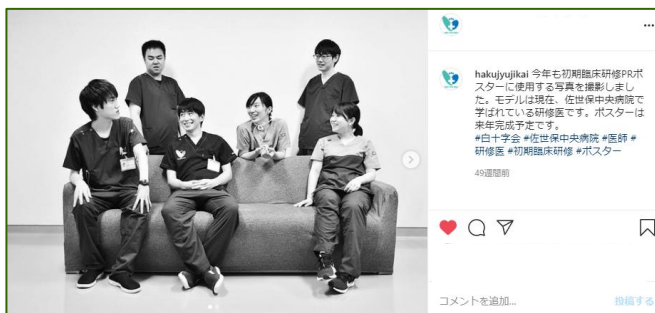 hakujyujikai 今年も初期臨床研修PRポ
スターに使用する写真を撮影しまし
た。モデルは現在、佐世保中央病院で
学ばれている研修医です。ポスターは
来年完成予定です。
#白十字会 #佐世保中央病院 #医師 #
研修医 #初期臨床研修 #ポスター
49週間前
コメントを追加...
投稿する